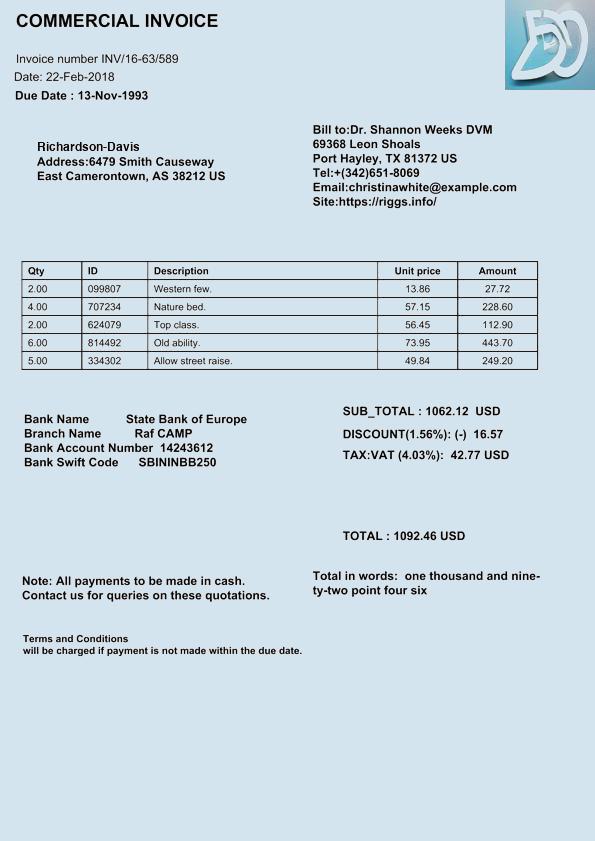 COMMERCIAL INVOICE
Invoice number INV/16-63/589
Date: 22-Feb-2018
Due Date : 13-Nov-1993
Richardson-Davis
Address:6479 Smith Causeway
East Camerontown, AS 38212 US
Bill to:Dr. Shannon Weeks DVM
69368 Leon Shoals
Port Hayley, TX 81372 US
Tel:+(342)651-8069
Email:christinawhite@example.com
Site:https://riggs.info/
Qty ID Description Unit price Amount
2.00 099807 Western few. 13.86 27.72
4.00 707234 Nature bed. 57.15 228.60
2.00 624079 Top class. 56.45 112.90
6.00 814492 Old ability. 73.95 443.70
5.00 334302 Allow street raise. 49.84 249.20
Bank Name State Bank of Europe
Branch Name Raf CAMP
Bank Account Number 14243612
Bank Swift Code SBININBB250
SUB_TOTAL : 1062.12 USD
DISCOUNT(1.56%): (-) 16.57
TAX:VAT (4.03%): 42.77 USD
TOTAL : 1092.46 USD
Note: All payments to be made in cash.
Contact us for queries on these quotations.
Total in words: one thousand and nine-
ty-two point four six
Terms and Conditions
will be charged if payment is not made within the due date.